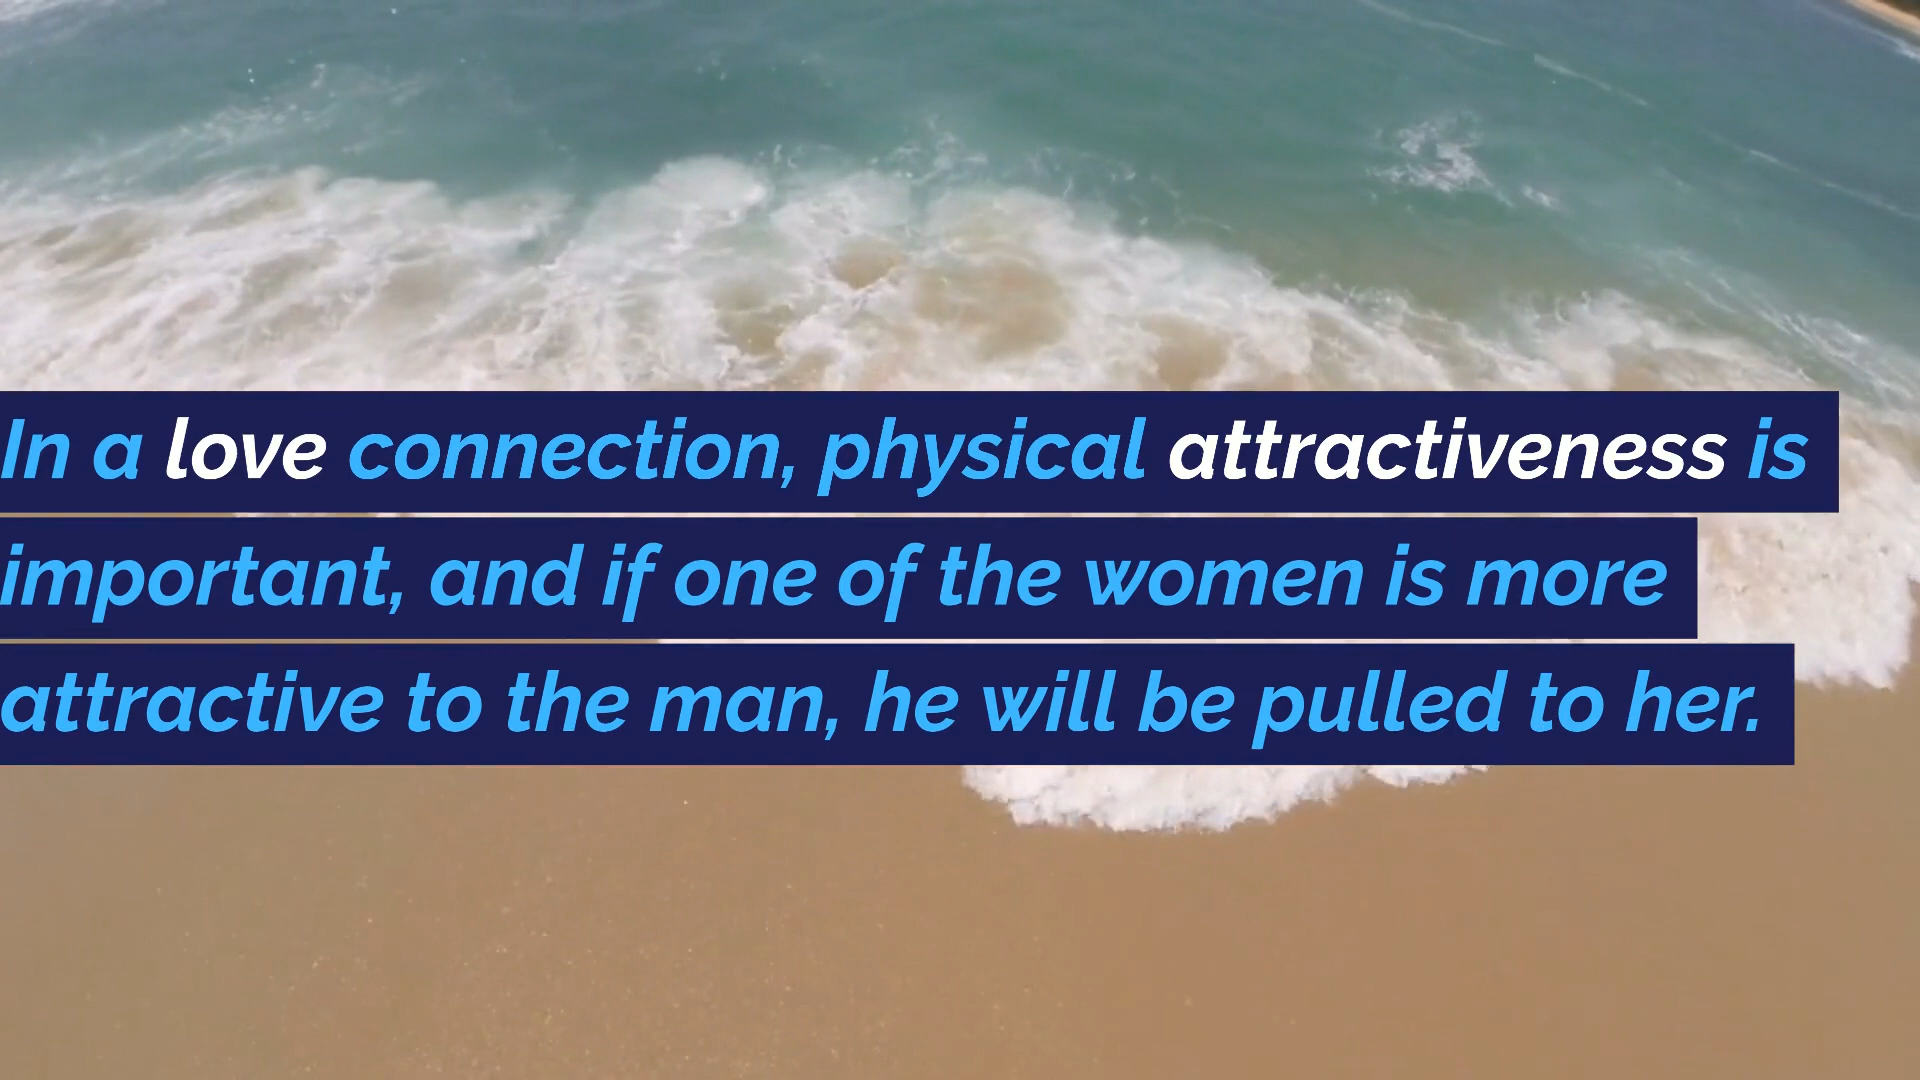 In a love connection, physical attractiveness is
important, and if one of the women is more
attractive to the man, he will be pulled to her.